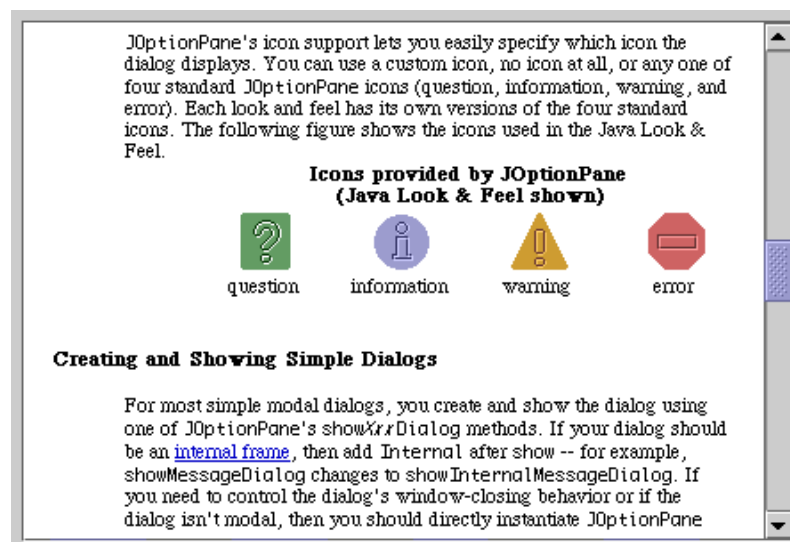 JOptionPane's icon support lets you easily specify which icon the
dialog displays. You can use a custom icon, no icon at all, or any one of
four standard JOptionPane icons (question, information, warning, and
error). Each look and feel has its own versions of the four standard
icons. The following figure shows the icons used in the Java Look &
Feel.
Icons provided by JOptionPane
(Java Look & Feel shown)
question information warning error
Creating and Showing Simple Dialogs
For most simple modal dialogs, you create and show the dialog using
one of JOptionPane's showXxxDialog methods. If your dialog should
be an internal frame, then add Internal after show -- for example,
showMessageDialog changes to showInternalMessageDialog. If
you need to control the dialog's window-closing behavior or if the
dialog isn't modal, then you should directly instantiate JOptionPane